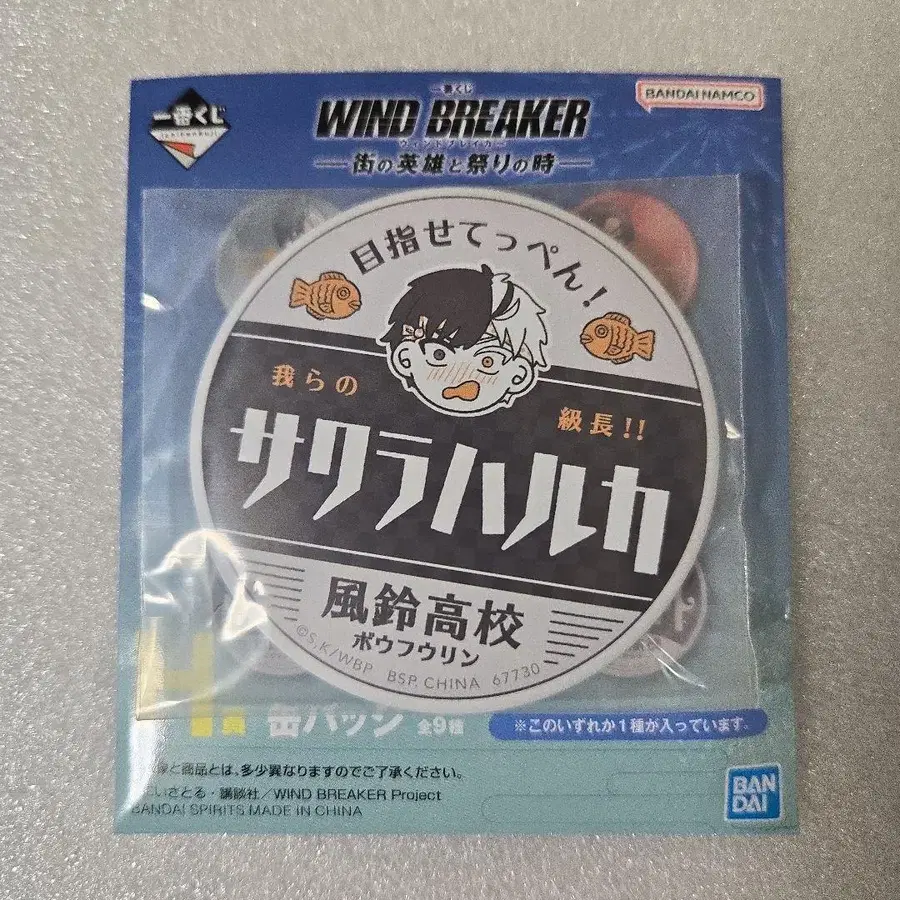 一番くじ
ichibankuji
BANDAI NAMCO
一番くじ
WIND BREAKER
ウィンドブレイカー
―街の英雄と祭りの時―
目指せてっぺん!
我らの
級長!!
サクラハルカ
風鈴高校
ボウフウリン
©S,K/WBP BSP, CHINA 67730
賞 缶バッジ 全9種
※このいずれか1種が入っています。
と商品とは、多少異なりますのでご了承ください。
いさとる・講談社／WIND BREAKER Project
BANDAI SPIRITS MADE IN CHINA
BAN
DAI